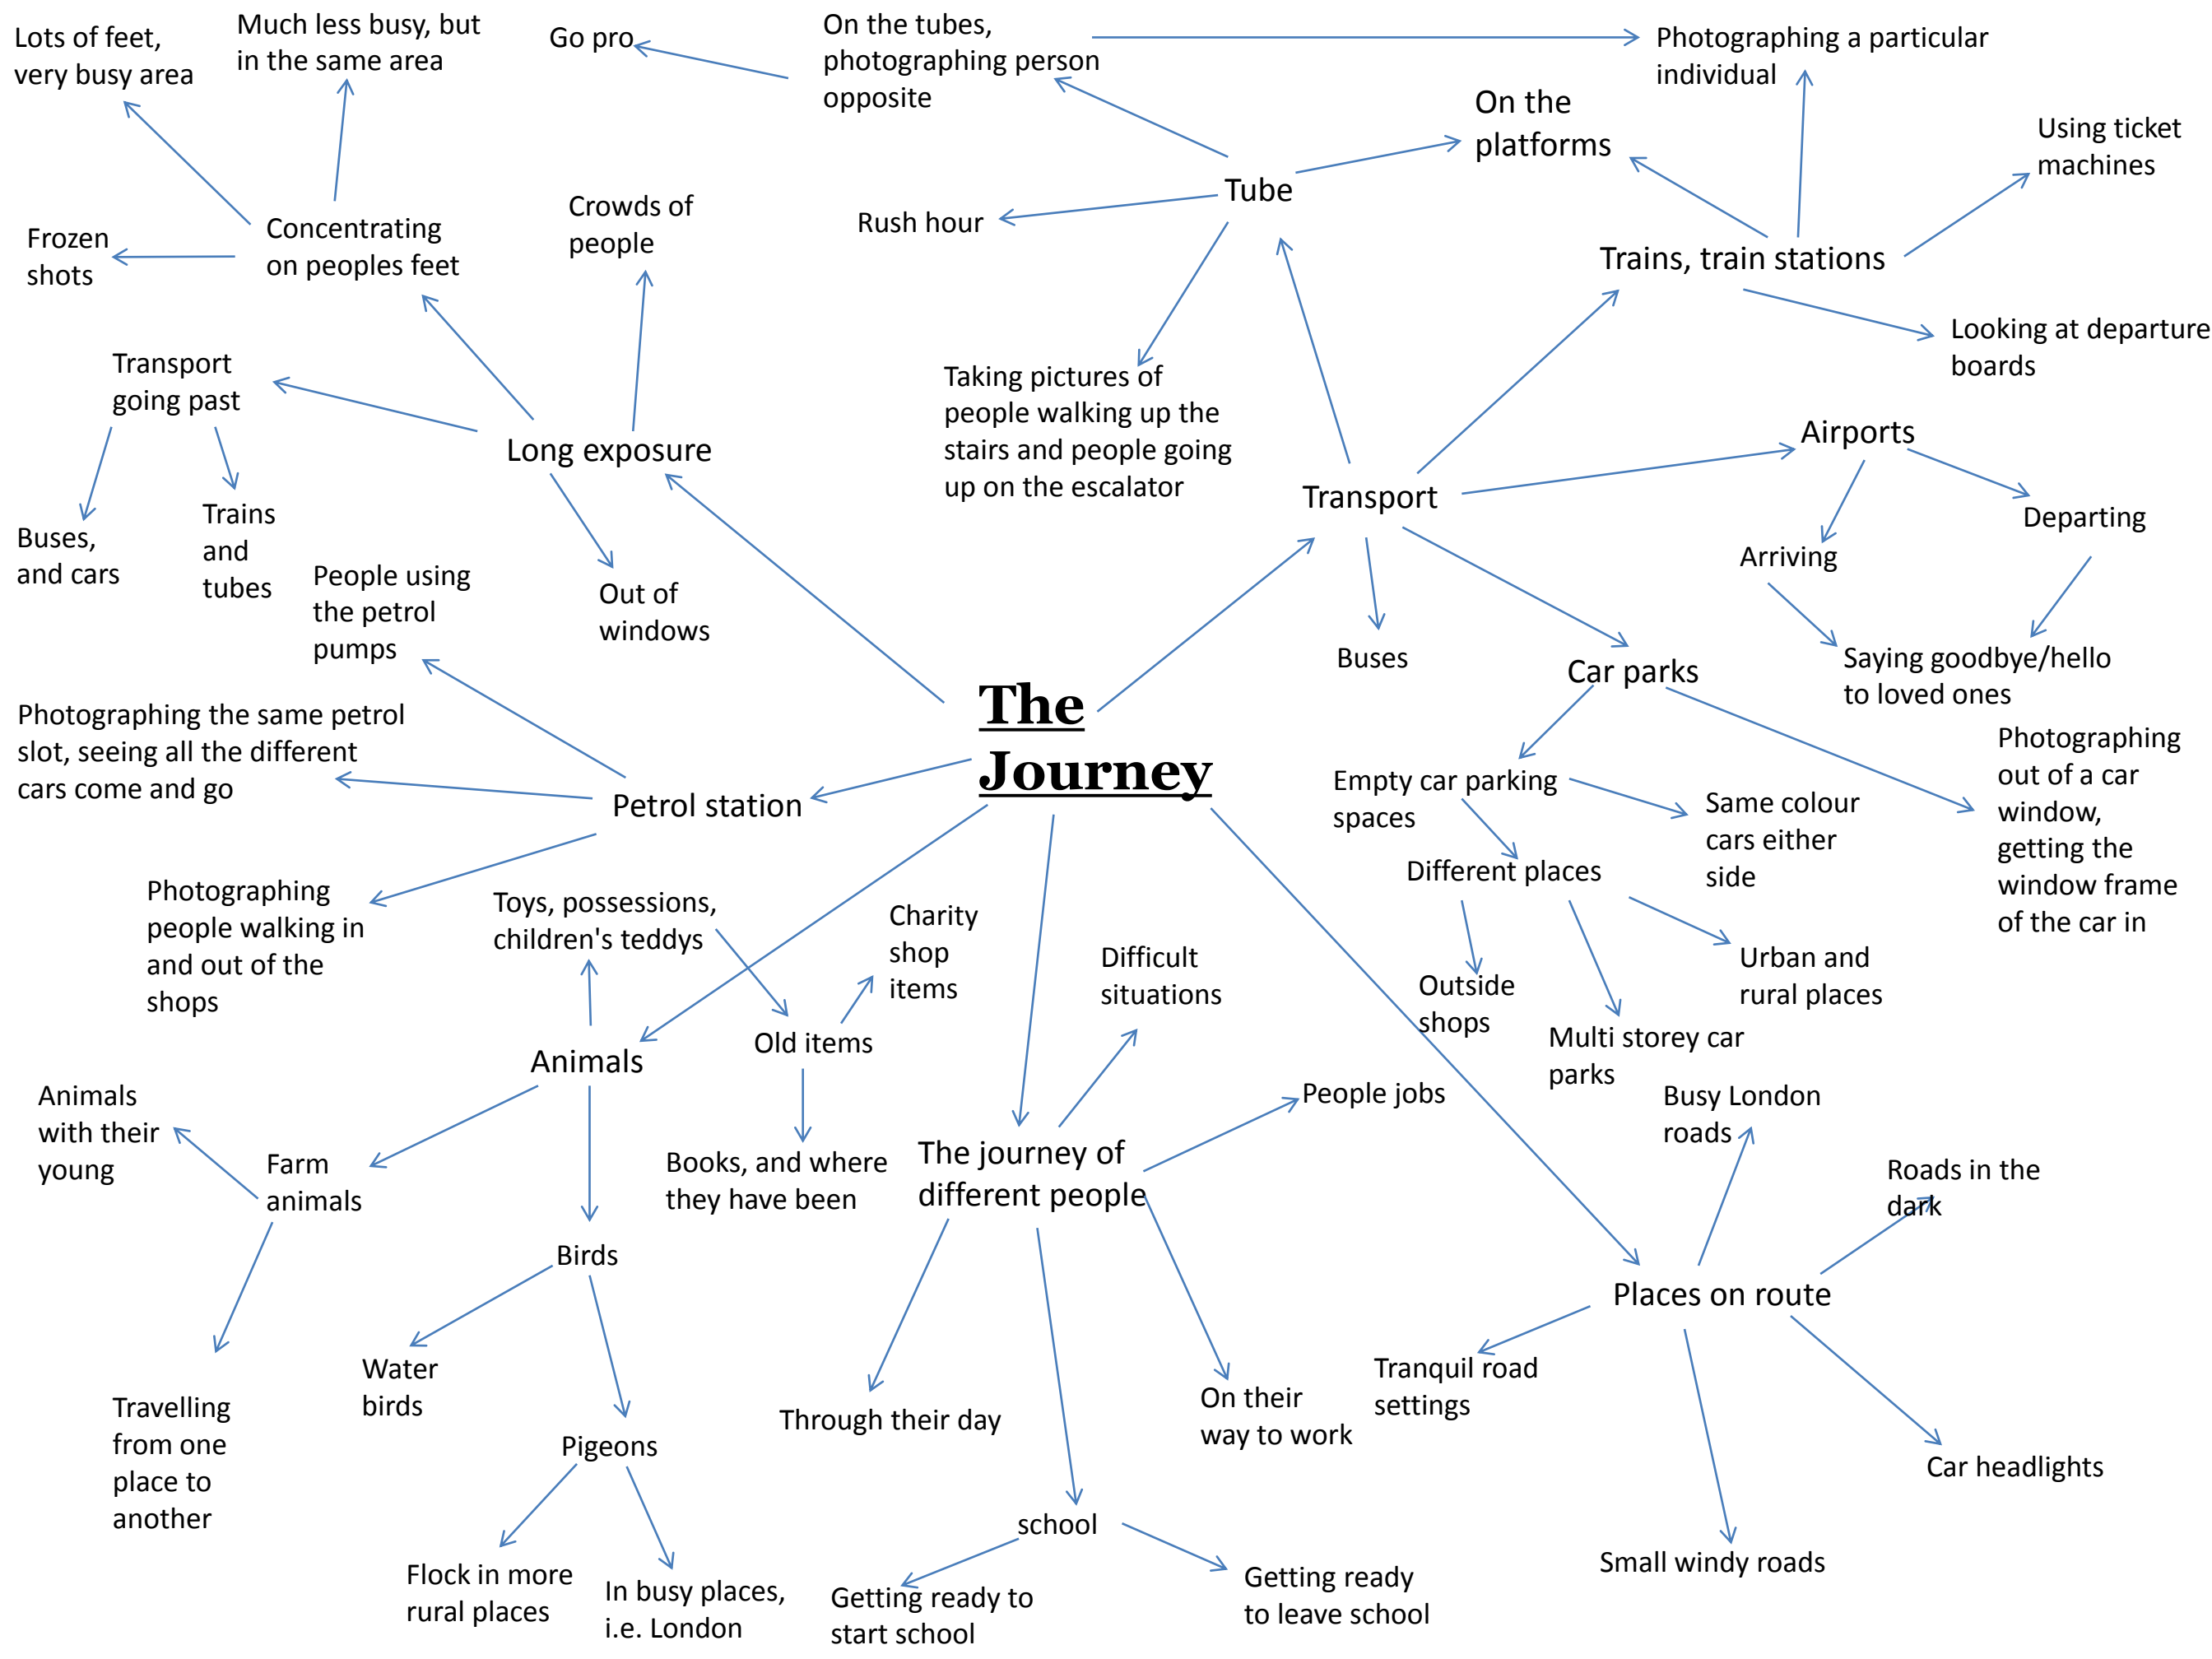 Lots of feet,
very busy area
Much less busy, but
in the same area
Go pro
On the tubes,
photographing person
opposite
Photographing a particular
individual
On the
platforms
Using ticket
machines
Tube
Rush hour
Crowds of
people
Concentrating
on peoples feet
Frozen
shots
Trains, train stations
Looking at departure
boards
Transport
going past
Taking pictures of
people walking up the
stairs and people going
up on the escalator
Long exposure
Airports
Transport
Departing
Arriving
Buses,
and cars
Trains
and
tubes
People using
the petrol
pumps
Out of
windows
Buses
Car parks
Saying goodbye/hello
to loved ones
The
Journey
Photographing the same petrol
slot, seeing all the different
cars come and go
Petrol station
Empty car parking
spaces
Same colour
cars either
side
Photographing
out of a car
window,
getting the
window frame
of the car in
Different places
Photographing
people walking in
and out of the
shops
Toys, possessions,
children's teddys
Charity
shop
items
Difficult
situations
Outside
shops
Urban and
rural places
Multi storey car
parks
Old items
Animals
Animals
with their
young
Farm
animals
Books, and where
they have been
The journey of
different people
People jobs
Busy London
roads
Roads in the
dark
Birds
Places on route
Water
birds
Travelling
from one
place to
another
Pigeons
Through their day
On their
way to work
Tranquil road
settings
Car headlights
school
Small windy roads
Flock in more
rural places
In busy places,
i.e. London
Getting ready to
start school
Getting ready
to leave school